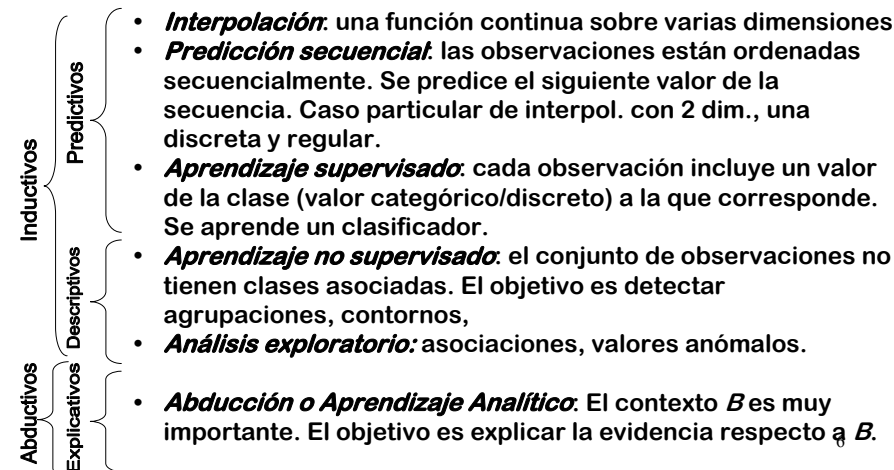 • Interpolación: una función continua sobre varias dimensiones
• Predicción secuencial: las observaciones están ordenadas
secuencialmente. Se predice el siguiente valor de la
secuencia. Caso particular de interpol. con 2 dim., una
discreta y regular.
• Aprendizaje supervisado: cada observación incluye un valor
de la clase (valor categórico/discreto) a la que corresponde.
Se aprende un clasificador.
• Aprendizaje no supervisado: el conjunto de observaciones no
tienen clases asociadas. El objetivo es detectar
agrupaciones, contornos,
• Análisis exploratorio: asociaciones, valores anómalos.
• Abducción o Aprendizaje Analítico: El contexto B es muy
importante. El objetivo es explicar la evidencia respecto a B.
6
Inductivos
Predictivos
Descriptivos
Abductivos
Explicativos